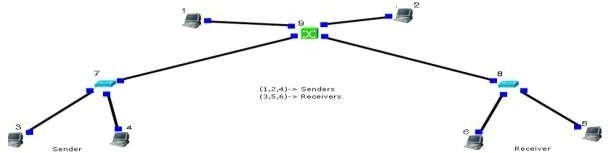 1
2
9
7
8
(1,2,4)-> Senders
(3,5,6)-> Receivers
3
4
6
5
Sender
Receiver